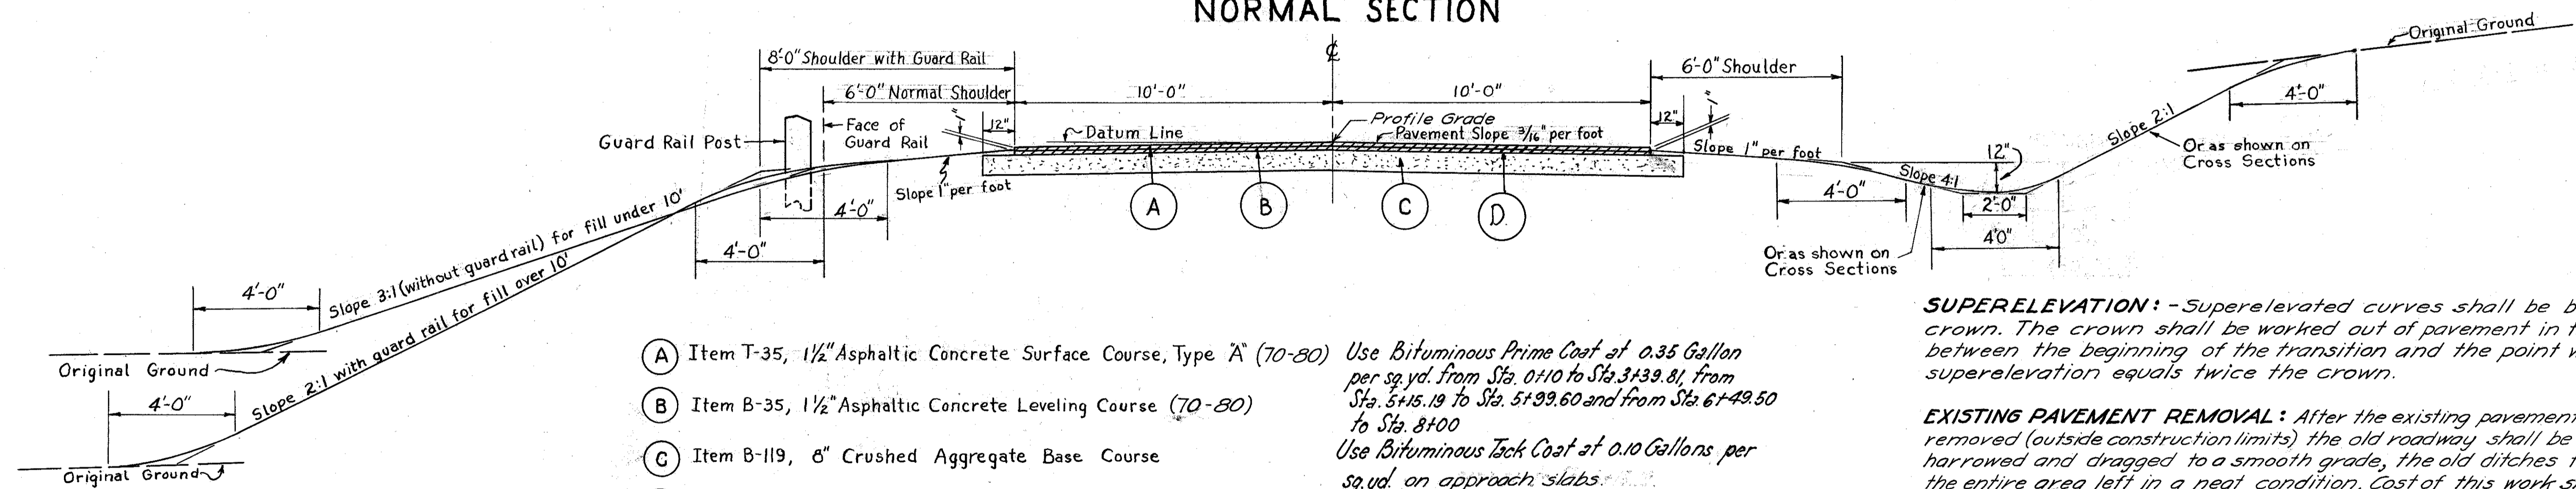 NORMAL SECTION
8'-0" Shoulder with Guard Rail
6'-0" Normal Shoulder
10'-0"
℄
10'-0"
6'-0" Shoulder
Original Ground
4'-0"
Guard Rail Post
Face of
Guard Rail
1"
12"
Datum Line
Profile Grade
Pavement Slope 3/16" per foot
12"
1"
Slope 1" per foot
Slope 1" per foot
12"
Slope 2:1
Or as shown on
Cross Sections
Slope 4:1
4'-0"
4'-0"
4'-0"
2'-0"
4'0"
Or as shown on
Cross Sections
A
B
C
D
Slope 3:1 (without guard rail) for fill under 10'
Slope 2:1 with guard rail for fill over 10'
4'-0"
Original Ground
4'-0"
Original Ground
A Item T-35, 1½" Asphaltic Concrete Surface Course, Type "A" (70-80)
B Item B-35, 1½" Asphaltic Concrete Leveling Course (70-80)
C Item B-119, 8" Crushed Aggregate Base Course
Use Bituminous Prime Coat at 0.35 Gallon
per sq.yd. from Sta. 0+10 to Sta. 3+39.81, from
Sta. 5+15.19 to Sta. 5+99.60 and from Sta. 6+49.50
to Sta. 8+00
Use Bituminous Tack Coat at 0.10 Gallons per
sq.yd. on approach slabs.
SUPERELEVATION: - Superelevated curves shall be b
crown. The crown shall be worked out of pavement in t
between the beginning of the transition and the point w
superelevation equals twice the crown.
EXISTING PAVEMENT REMOVAL: After the existing pavement
removed (outside construction limits) the old roadway shall be
harrowed and dragged to a smooth grade, the old ditches f
the entire area left in a neat condition. Cost of this work s